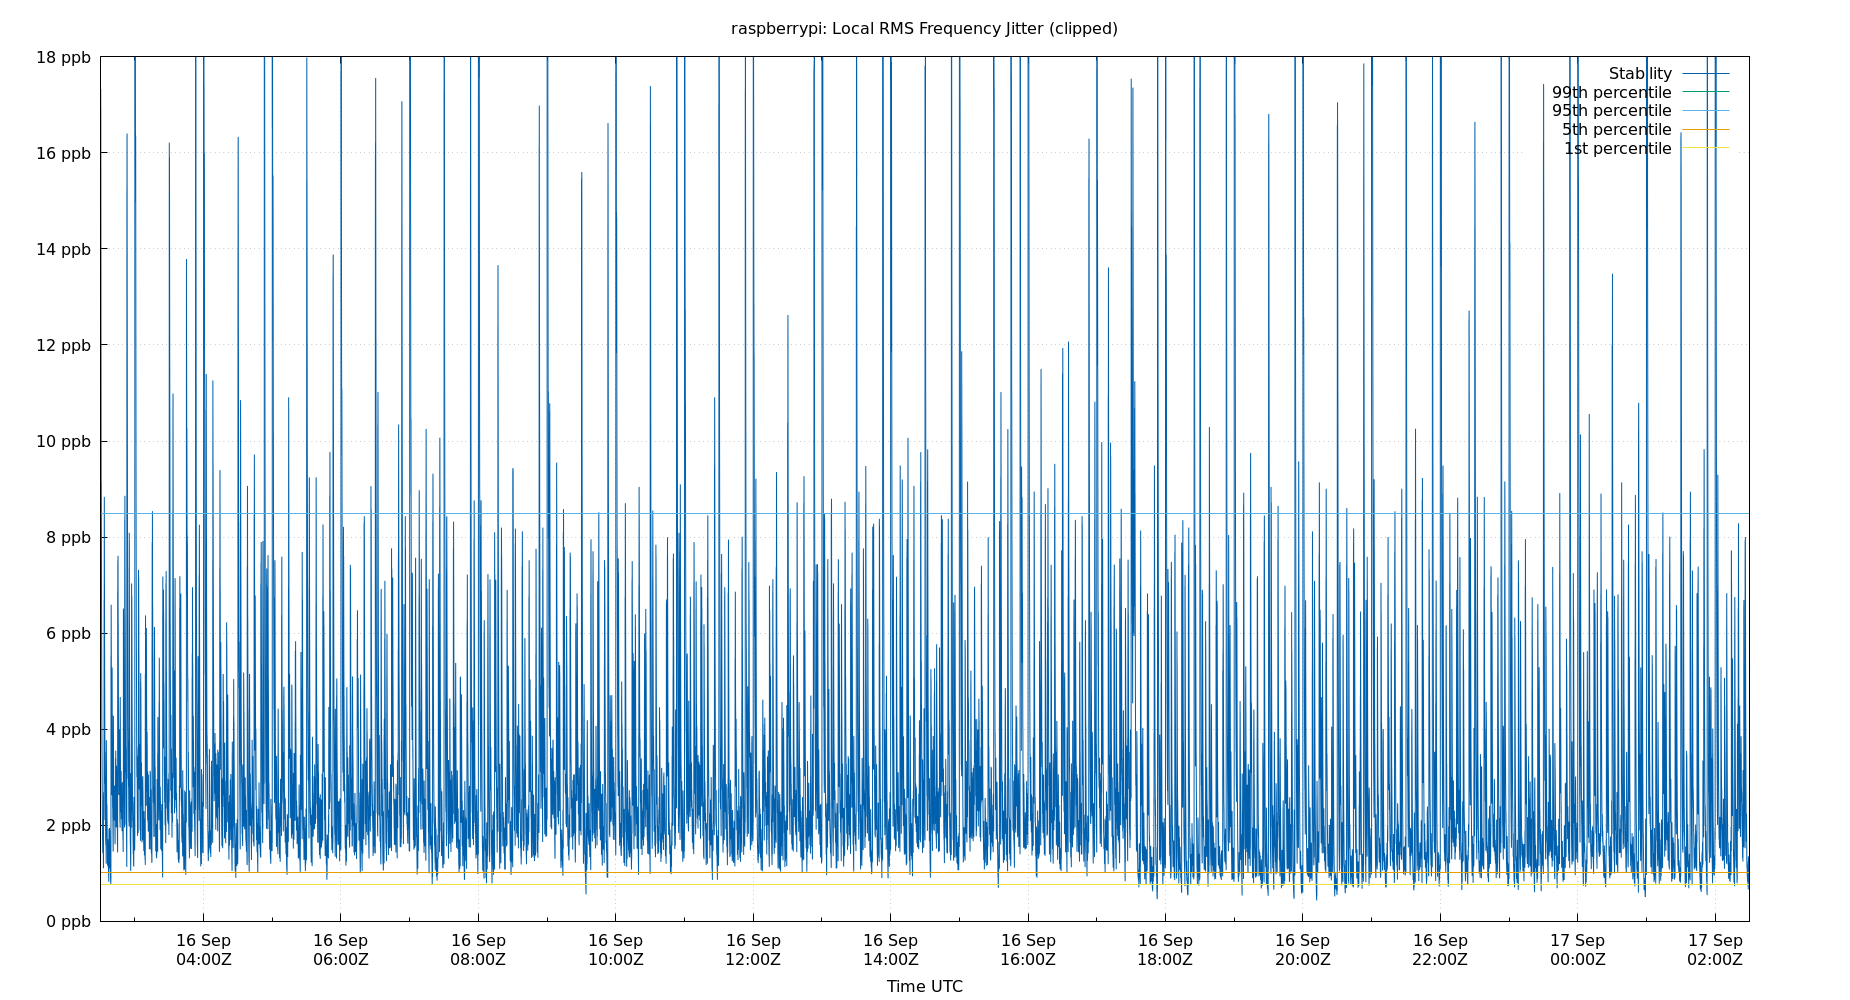 raspberrypi: Local RMS Frequency Jitter (clipped)
18 ppb
16 ppb
14 ppb
12 ppb
10 ppb
8 ppb
6 ppb
4 ppb
2 ppb
0 ppb
Stability
99th percentile
95th percentile
5th percentile
1st percentile
16 Sep 16 Sep 16 Sep 16 Sep 16 Sep 16 Sep 16 Sep 16 Sep 16 Sep 16 Sep 17 Sep 17 Sep
04:00Z 06:00Z 08:00Z 10:00Z 12:00Z 14:00Z 16:00Z 18:00Z 20:00Z 22:00Z 00:00Z 02:00Z
Time UTC